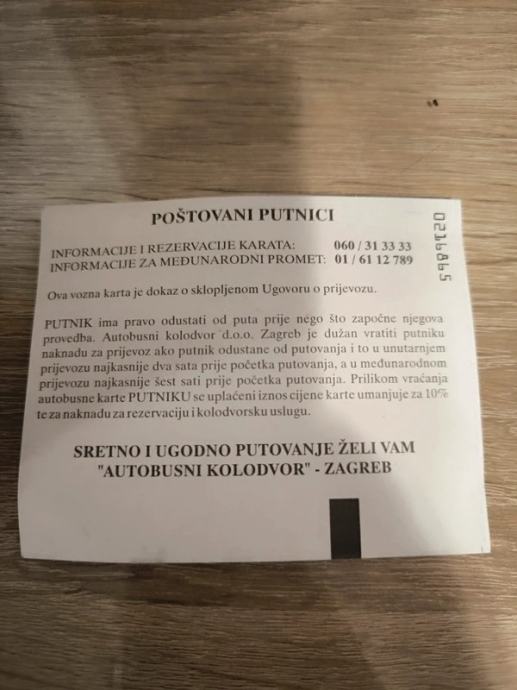 POŠTOVANI PUTNICI
INFORMACIJE I REZERVACIJE KARATA: 060 / 31 33 33
INFORMACIJE ZA MEĐUNARODNI PROMET: 01 / 61 12 789
0216865
Ova vozna karta je dokaz o sklopljenom Ugovoru o prijevozu.
PUTNIK ima pravo odustati od puta prije nego što započne njegova
provedba. Autobusni kolodvor d.o.o. Zagreb je dužan vratiti putniku
naknadu za prijevoz ako putnik odustane od putovanja i to u unutarnjem
prijevozu najkasnije dva sata prije početka putovanja, a u međunarodnom
prijevozu najkasnije šest sati prije početka putovanja. Prilikom vraćanja
autobusne karte PUTNIKU se uplaćeni iznos cijene karte umanjuje za 10%
te za naknadu za rezervaciju i kolodvorsku uslugu.
SRETNO I UGODNO PUTOVANJE ŽELI VAM
"AUTOBUSNI KOLODVOR" - ZAGREB